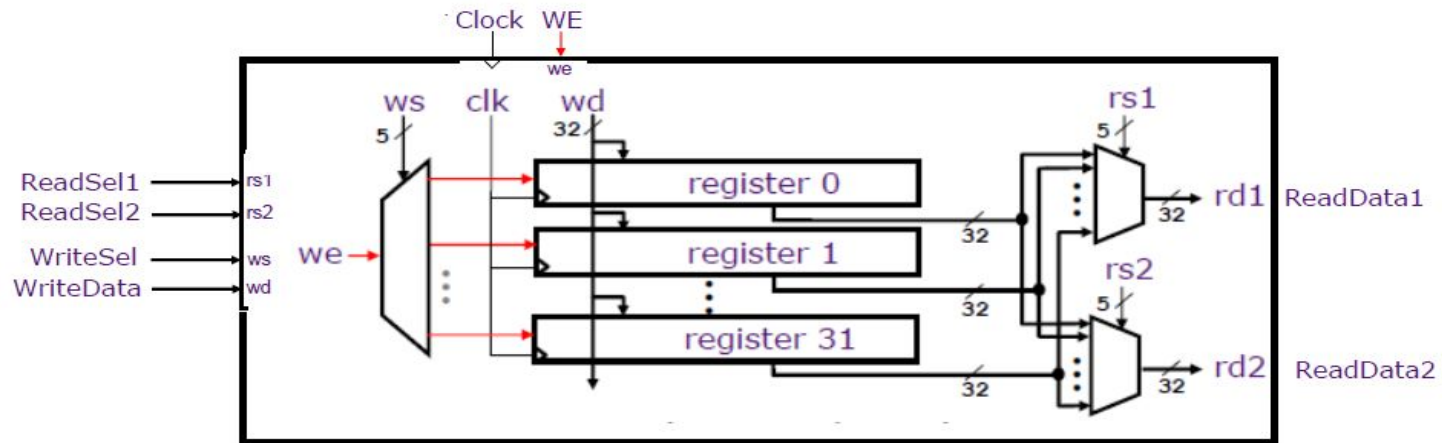 Clock WE
we
ws clk wd rs1
5 32 5
ReadSel1 rs1
ReadSel2 rs2
WriteSel ws
WriteData wd
we
register 0
32
register 1
32
register 31
32
32 rd1 ReadData1
rs2
5
32 rd2 ReadData2